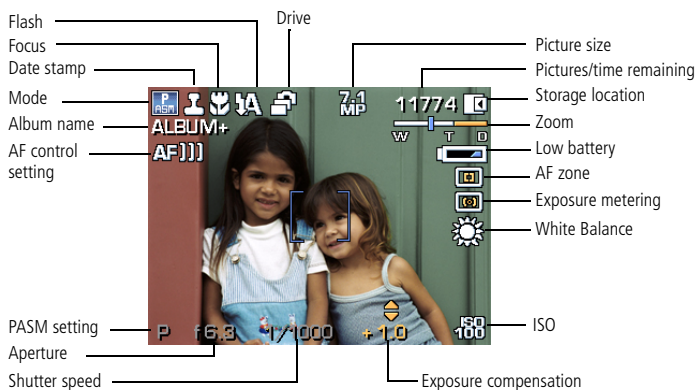 Flash
Drive
Focus
Picture size
Date stamp
Pictures/time remaining
Mode
Storage location
Album name
Zoom
AF control
setting
Low battery
AF zone
Exposure metering
White Balance
P
ASM
A
7.1
MP
11774
ALBUM+
W T D
AF
P f6.3 1/1000 +1.0
ISO
100
PASM setting
ISO
Aperture
Shutter speed
Exposure compensation